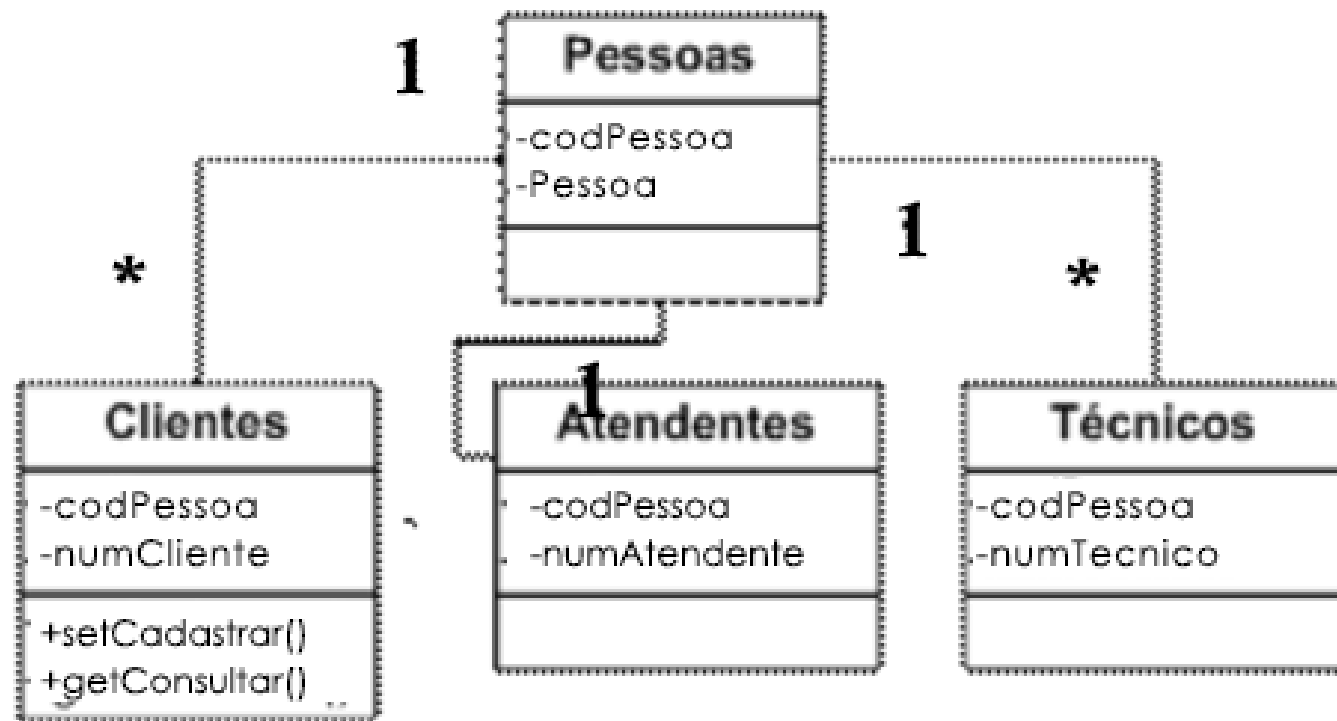 1
Pessoas
-codPessoa
-Pessoa
1
*
*
1
Clientes
-codPessoa
-numCliente
+setCadastrar()
+getConsultar()
Atendentes
-codPessoa
-numAtendente
Técnicos
-codPessoa
-numTecnico